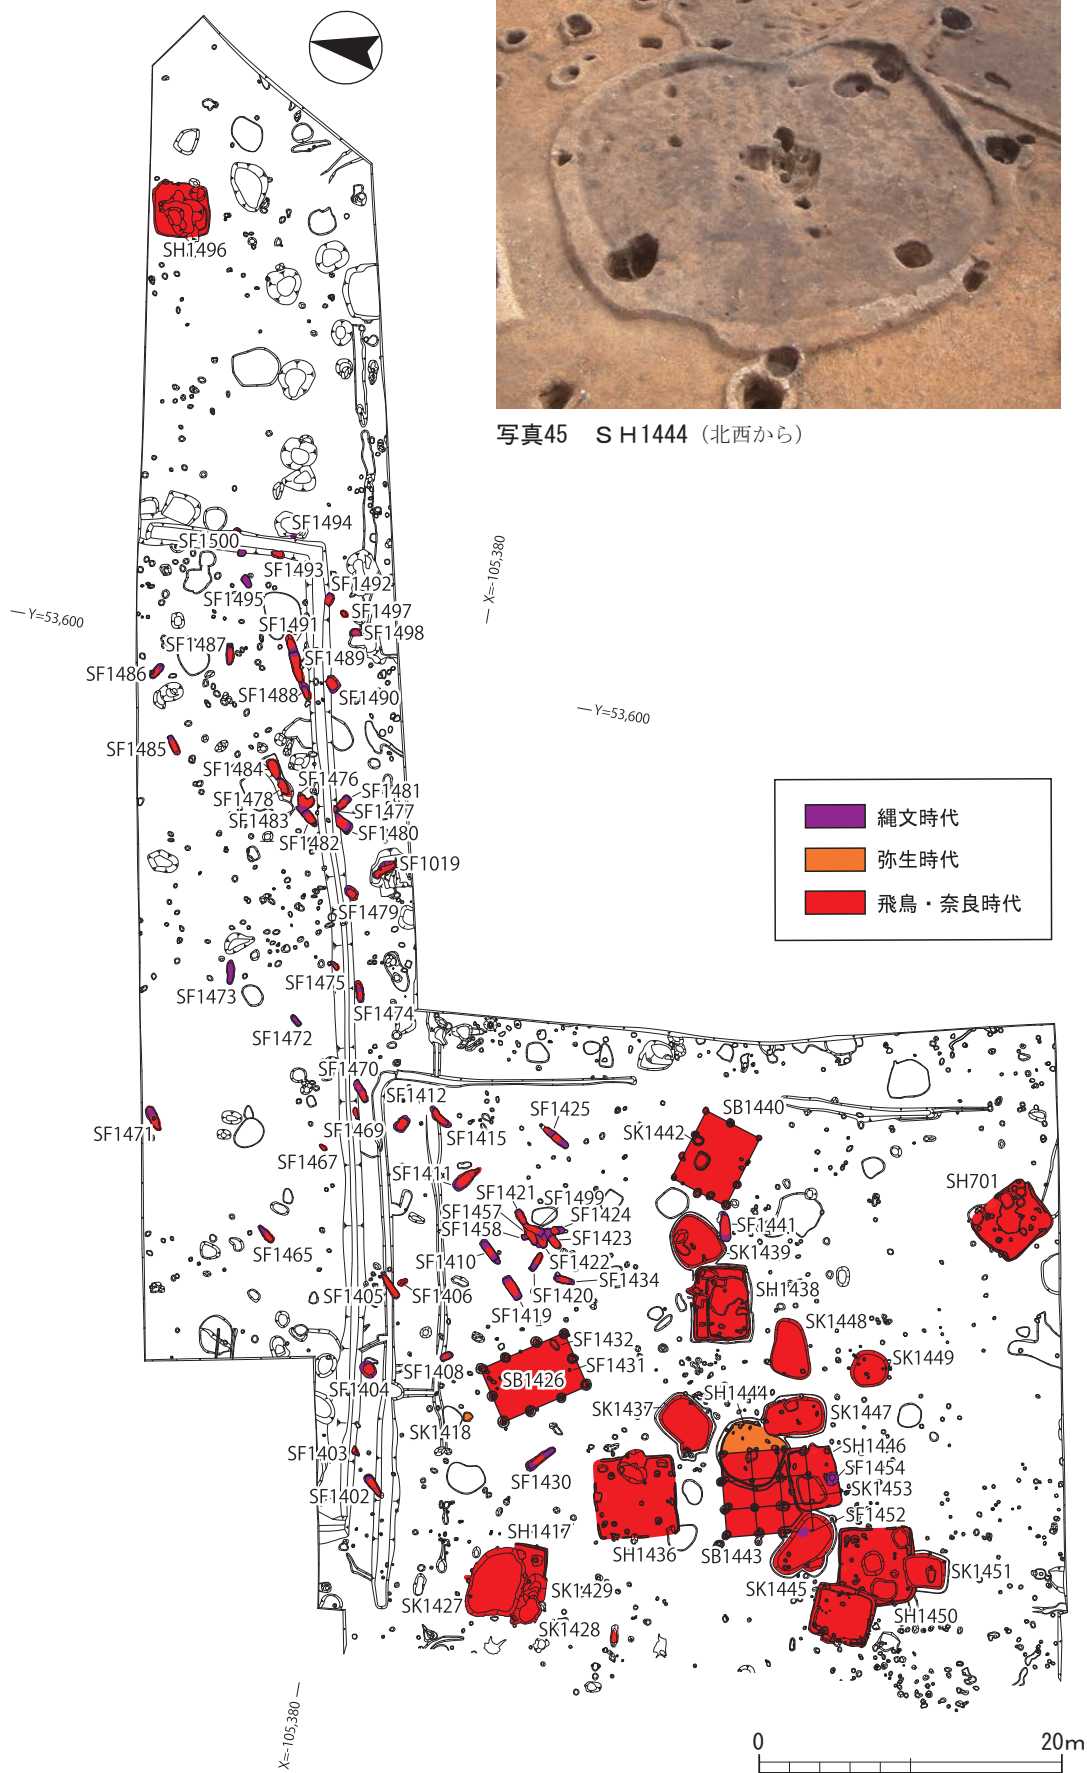 写真45 ＳＨ1444（北西から）
SH1496
SF1494
SF1500
SF1493
SF1492
SF1495
SF1497
SF1491
SF1498
SF1487
SF1489
SF1486
SF1488
SF1490
X=-105,380
Y=53,600
Y=53,600
SF1485
SF1484
SF1476
SF1481
SF1478
SF1477
SF1483
SF1480
SF1482
SF1019
SF1479
縄文時代
弥生時代
飛鳥・奈良時代
SF1475
SF1473
SF1474
SF1472
SF1470
SF1412
SF1425
SB1440
SF1471
SF1469
SF1415
SK1442
SF1467
SF1411
SH701
SF1421
SF1499
SF1457
SF1424
SF1458
SF1423
SF1441
SF1465
SF1410
SF1422
SK1439
SF1434
SF1420
SH1438
SF1405
SF1406
SF1419
SK1448
SF1432
SF1408
SF1431
SK1449
SB1426
SF1404
SH1444
SK1437
SK1447
SK1418
SH1446
SF1403
SF1454
SF1430
SK1453
SF1402
SF1452
SH1417
SH1436
SB1443
SK1451
SK1429
SK1445
SK1427
SH1450
SK1428
X=-105,380
0 20m